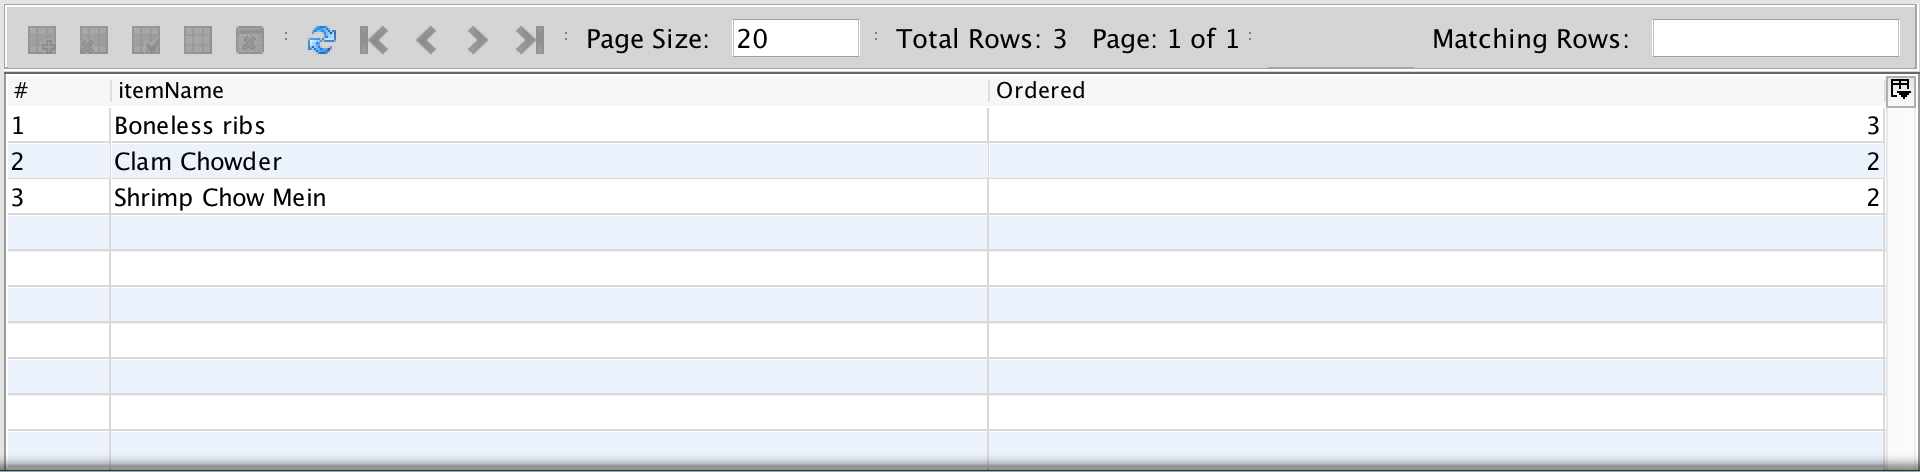 Page Size: 20 Total Rows: 3 Page: 1 of 1 Matching Rows:
# itemName Ordered
1 Boneless ribs 3
2 Clam Chowder 2
3 Shrimp Chow Mein 2